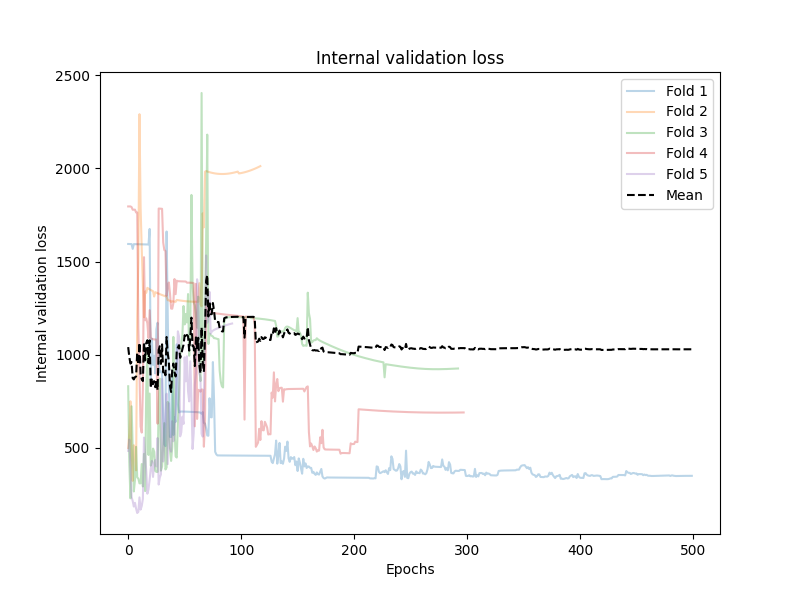 Internal validation loss
Internal validation loss
2500
2000
1500
1000
500
0
100
200
300
400
500
Epochs
Fold 1
Fold 2
Fold 3
Fold 4
Fold 5
Mean